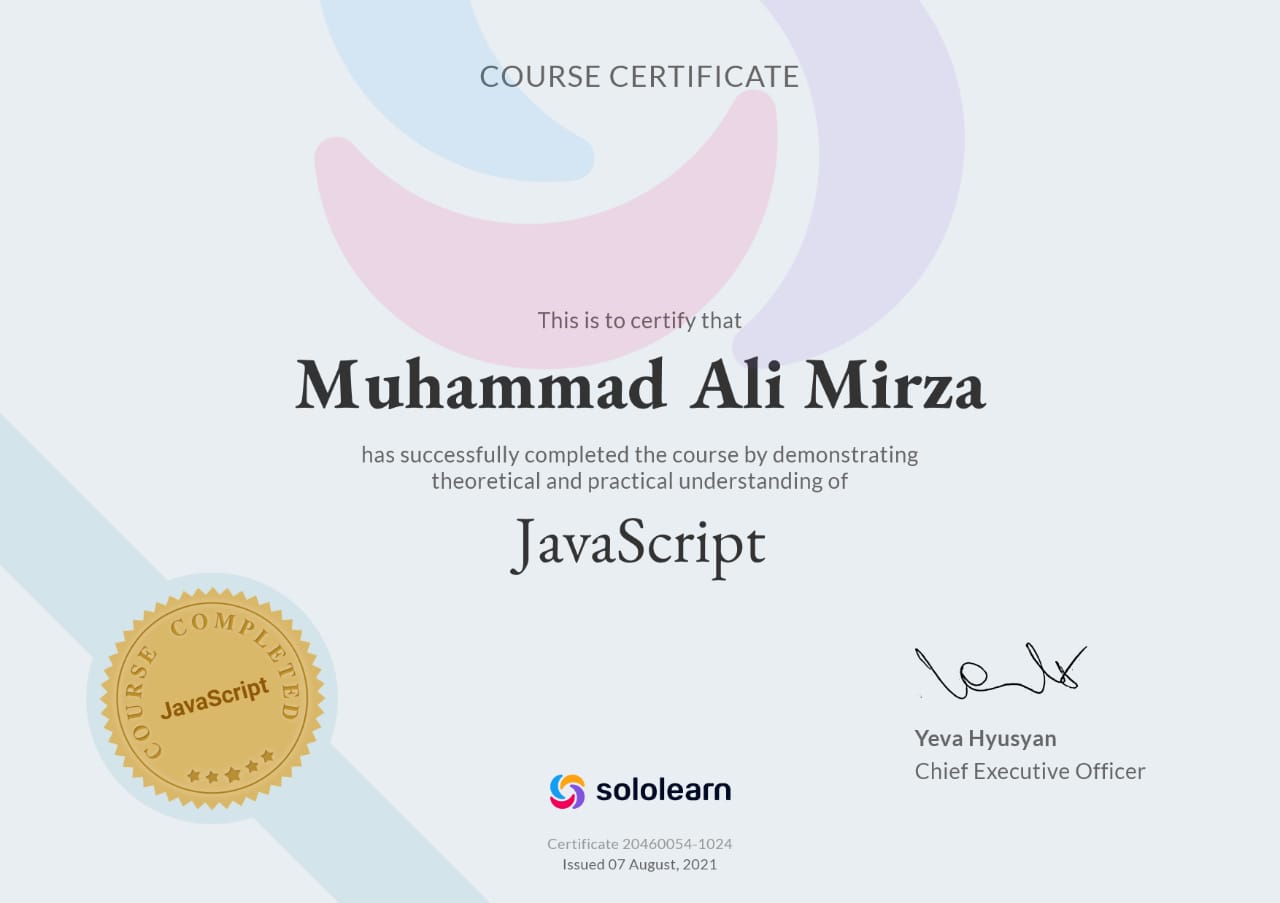 COURSE CERTIFICATE
This is to certify that
Muhammad Ali Mirza
has successfully completed the course by demonstrating
theoretical and practical understanding of
JavaScript
COURSE COMPLETED
JavaScript
Yeva Hyusyan
Chief Executive Officer
sololearn
Certificate 20460054-1024
Issued 07 August, 2021